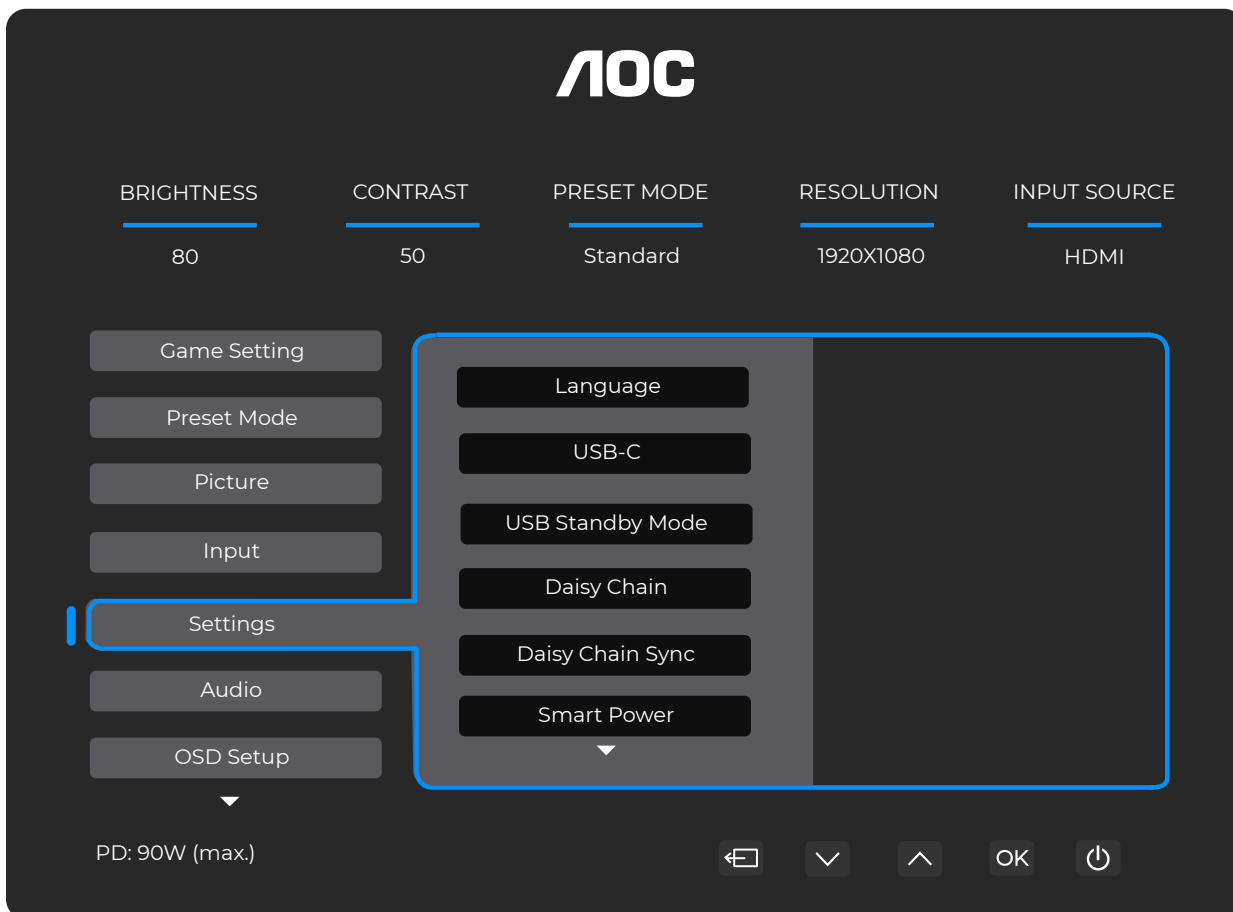 AOC
BRIGHTNESS CONTRAST PRESET MODE RESOLUTION INPUT SOURCE
80 50 Standard 1920X1080 HDMI
Game Setting
Preset Mode
Picture
Input
Settings
Audio
OSD Setup
Language
USB-C
USB Standby Mode
Daisy Chain
Daisy Chain Sync
Smart Power
PD: 90W (max.)
OK